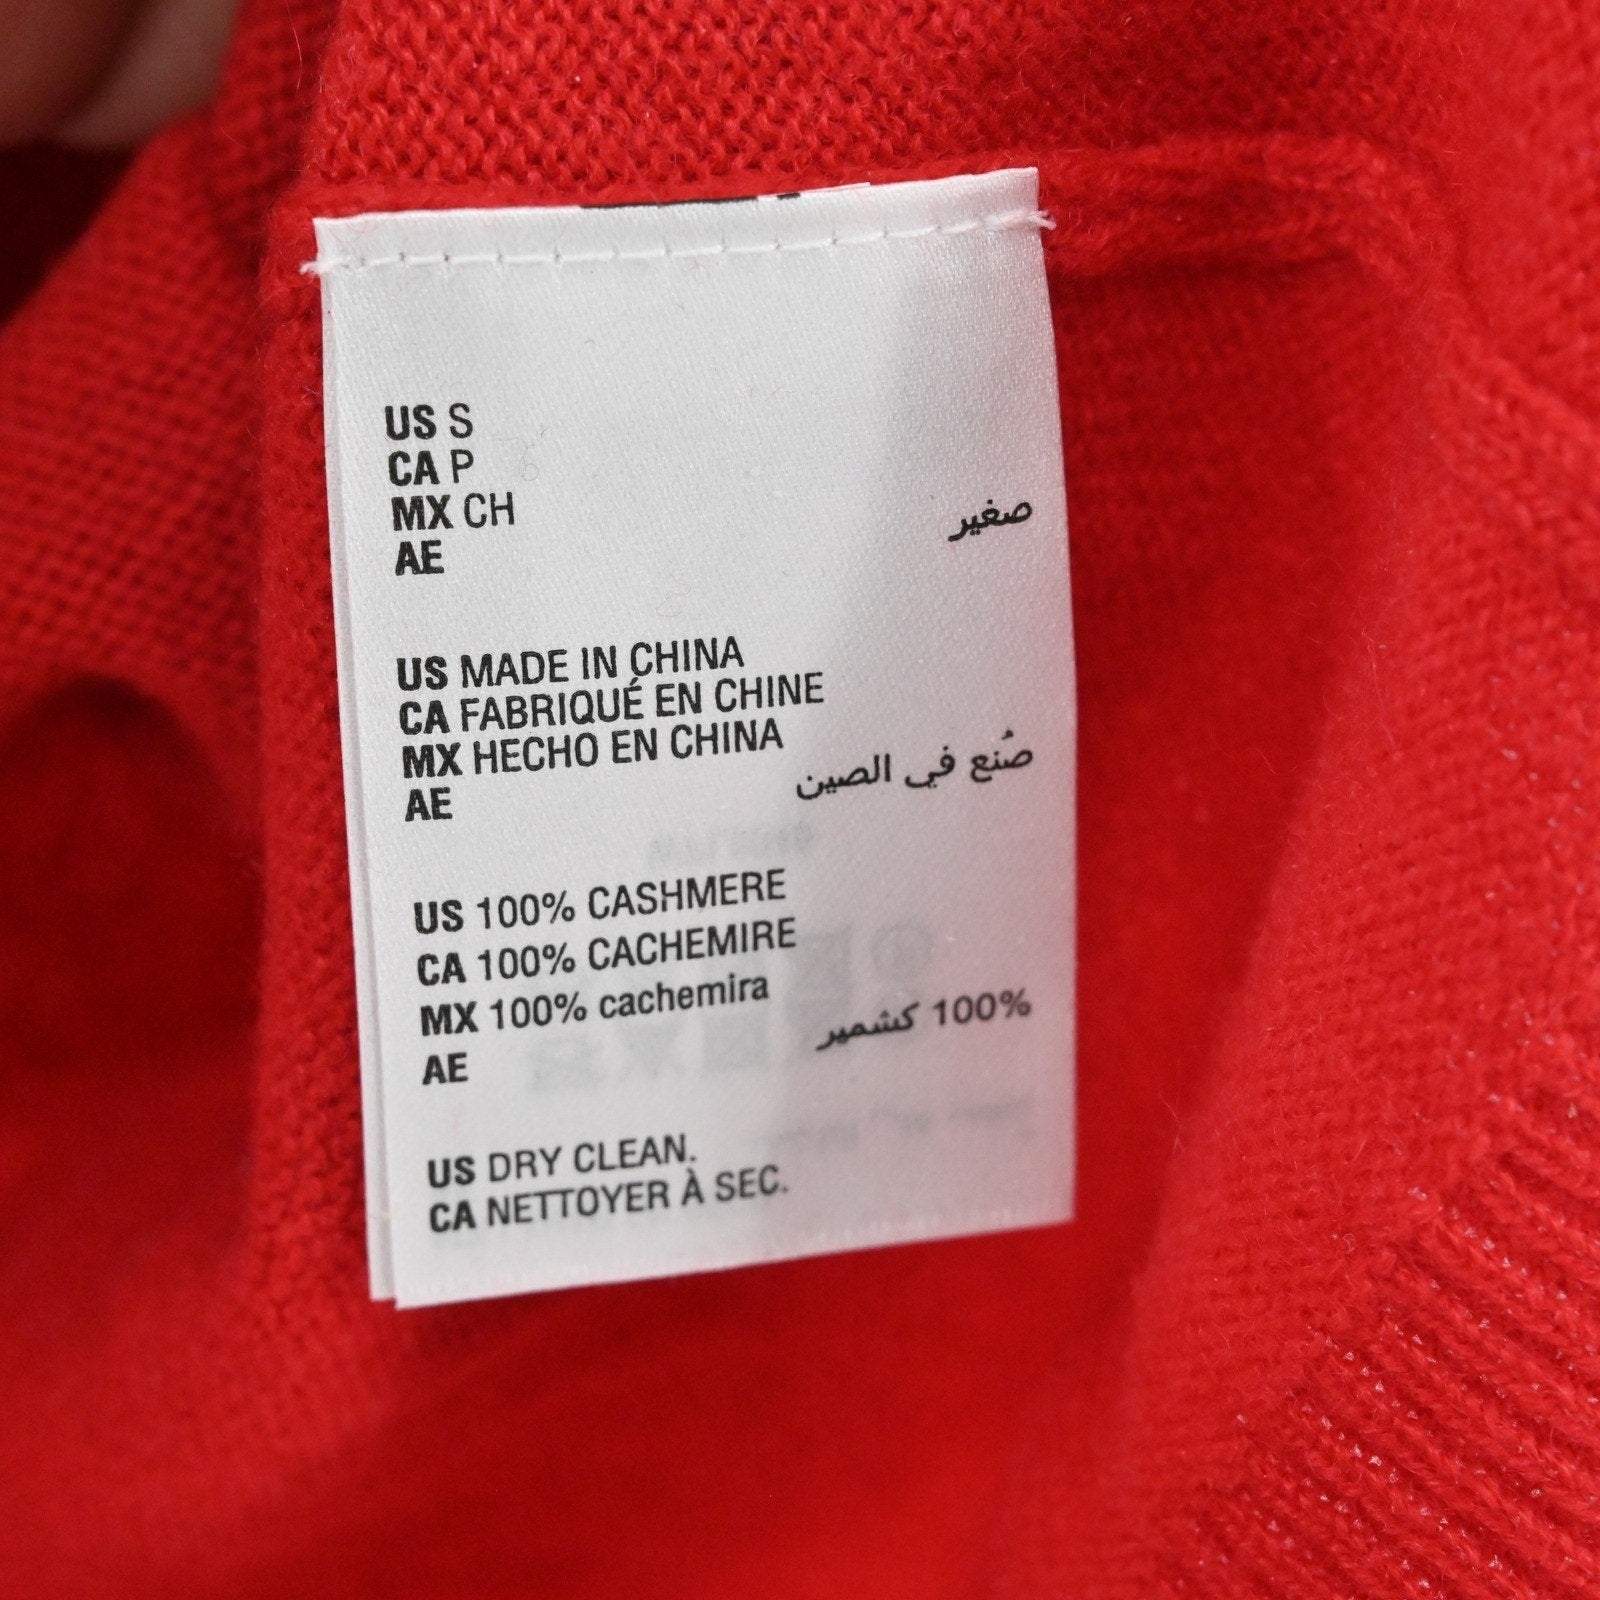 US S
CA P
MX CH
AE صغير
US MADE IN CHINA
CA FABRIQUÉ EN CHINE
MX HECHO EN CHINA
AE صُنع في الصين
US 100% CASHMERE
CA 100% CACHEMIRE
MX 100% cachemira
AE 100% كشمير
US DRY CLEAN.
CA NETTOYER À SEC.